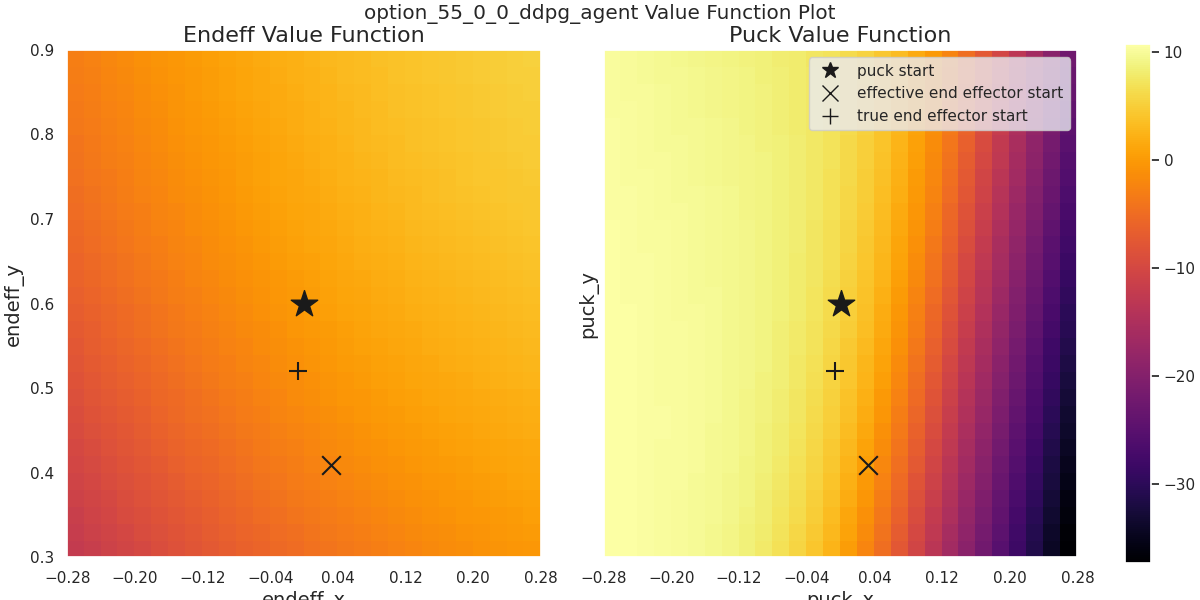 option_55_0_0_ddpg_agent Value Function Plot
Endeff Value Function
Puck Value Function
0.9
0.8
0.7
0.6
0.5
0.4
0.3
endeff_y
−0.28 −0.20 −0.12 −0.04 0.04 0.12 0.20 0.28
endeff_x
puck_y
puck start
effective end effector start
true end effector start
−0.28 −0.20 −0.12 −0.04 0.04 0.12 0.20 0.28
puck_x
10
0
−10
−20
−30